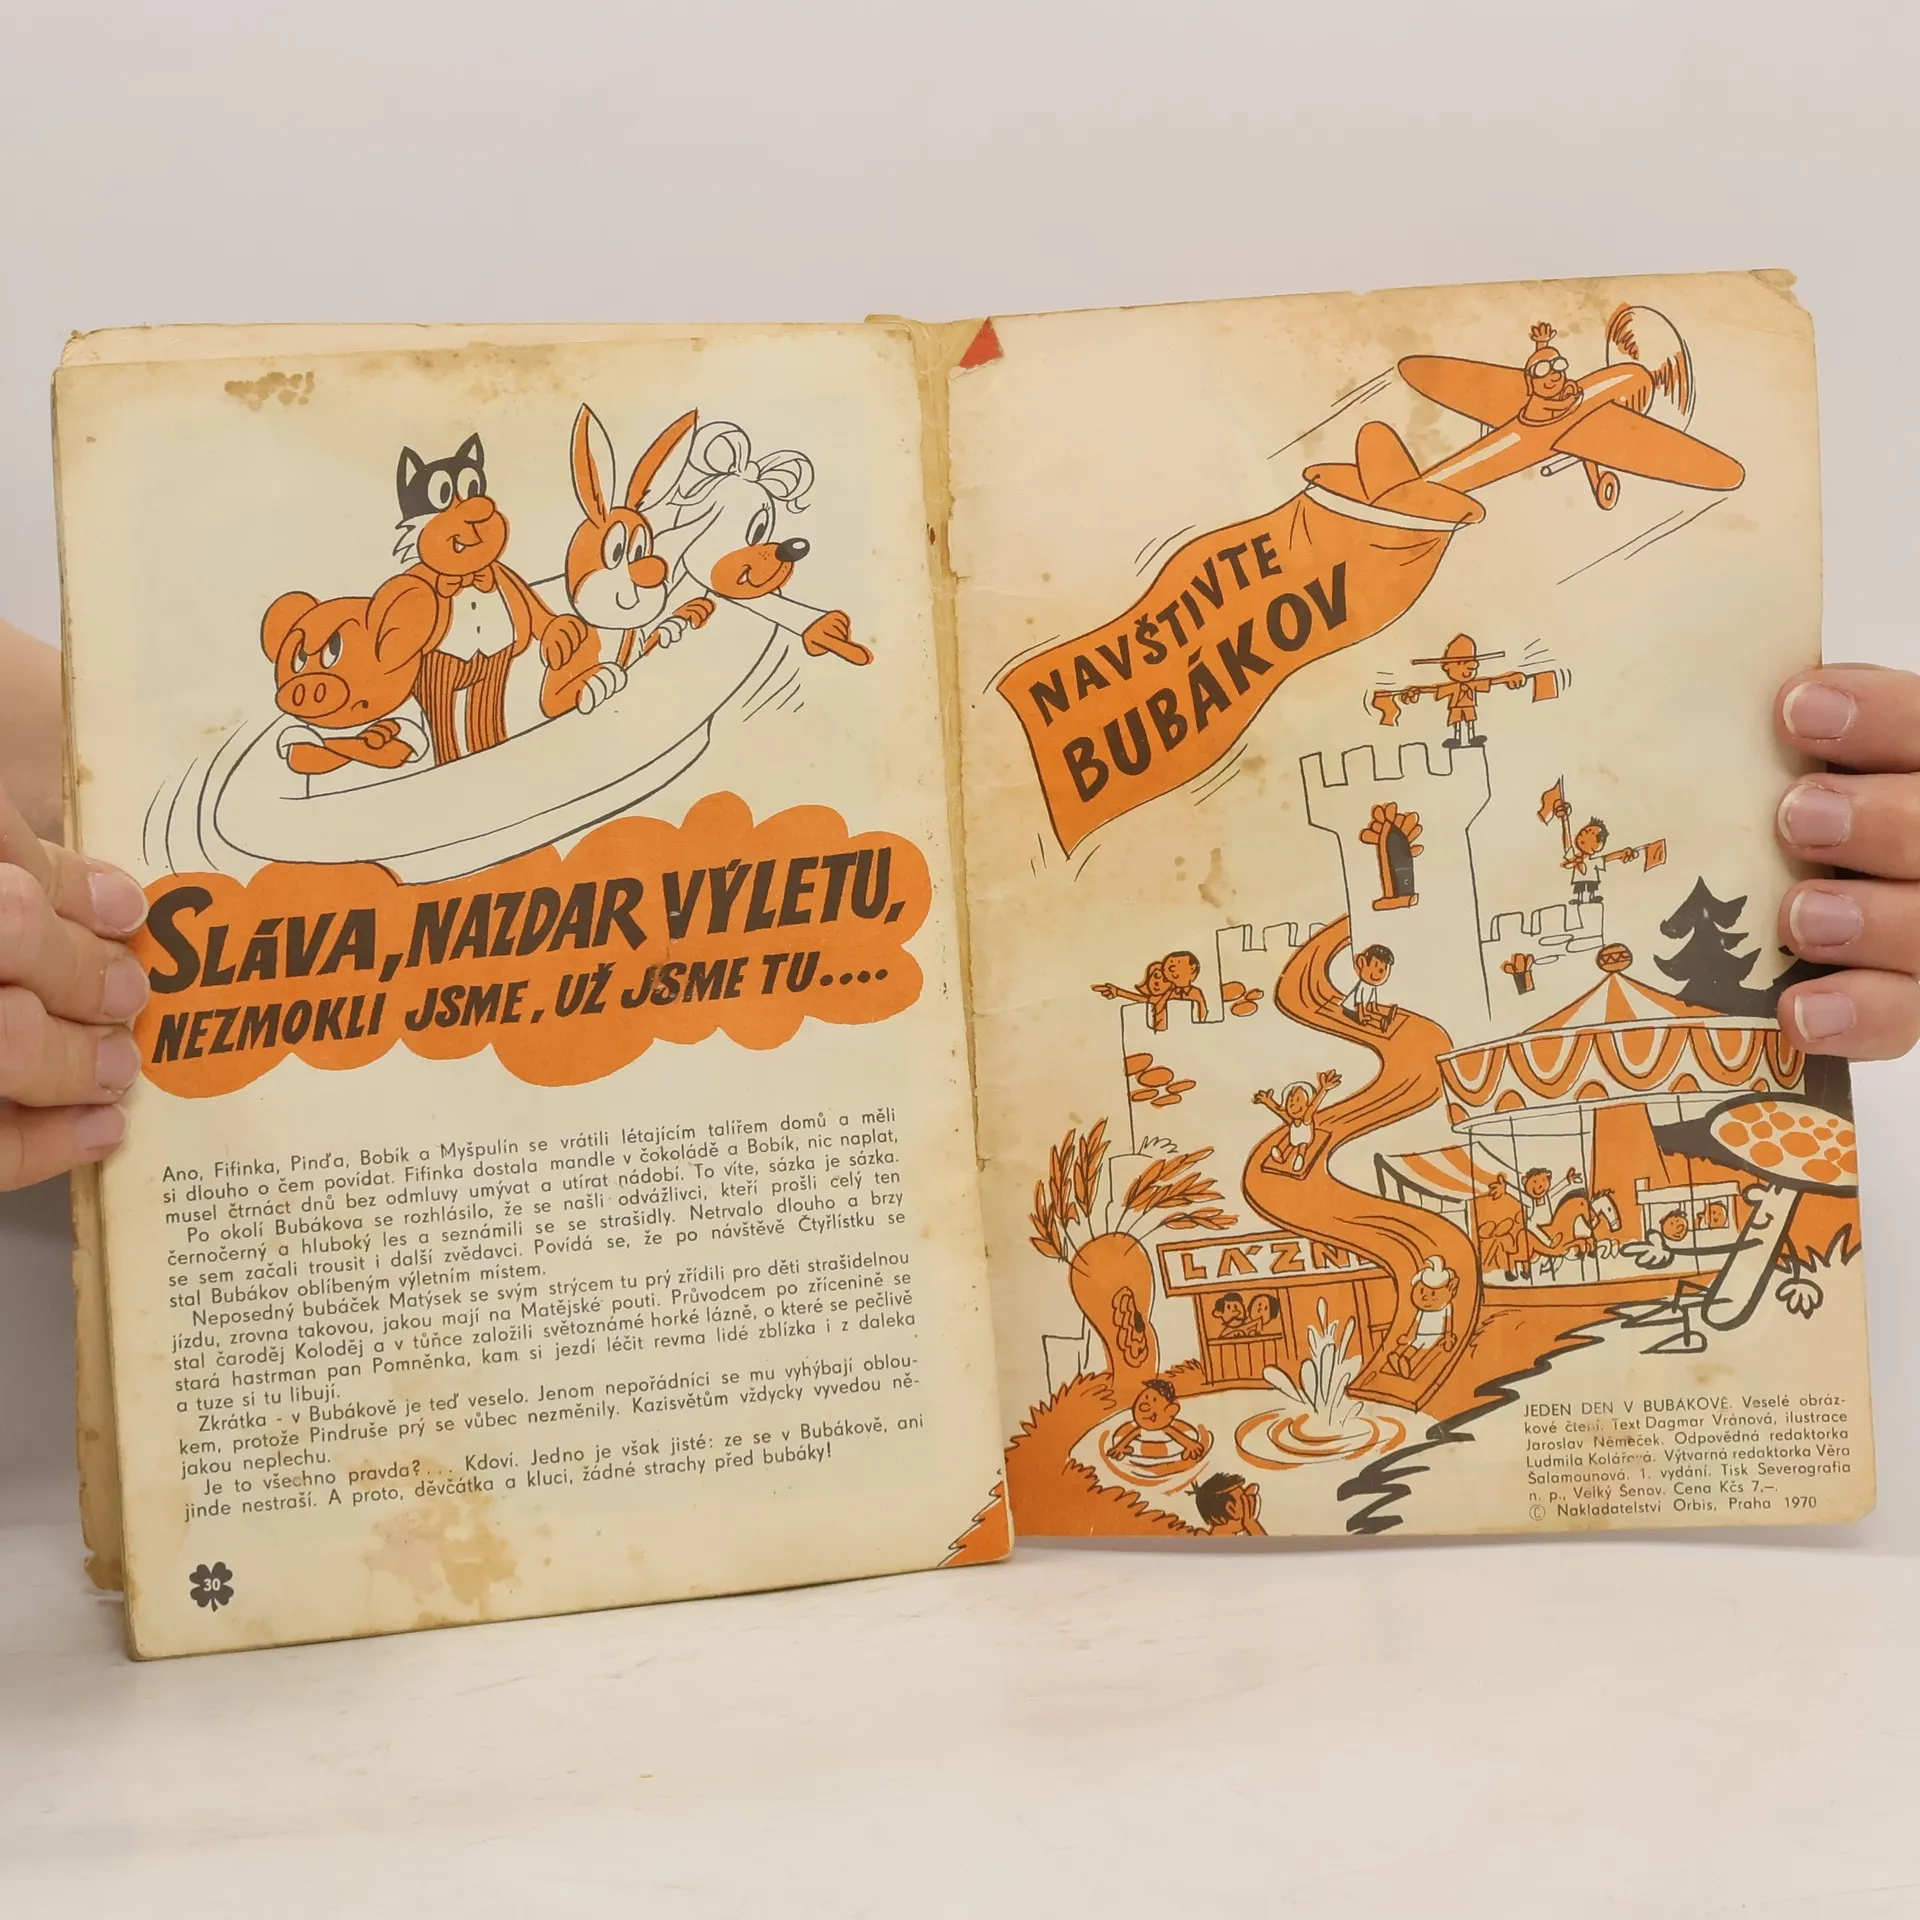 SLÁVA, NAZDAR VÝLETU,
NEZMOKLI JSME, UŽ JSME TU....
Ano, Fifinka, Pinďa, Bobík a Myšpulín se vrátili létajícím talířem domů a měli
si dlouho o čem povídat. Fifinka dostala mandle v čokoládě a Bobík, nic naplat,
musel čtrnáct dnů bez odmluvy umývat a utírat nádobí. To víte, sázka je sázka.
Po okolí Bubákova se rozhlásilo, že se našli odvážlivci, kteří prošli celý ten
černočerný a hluboký les a seznámili se se strašidly. Netrvalo dlouho a brzy
se sem začali trousit i další zvědavci. Povídá se, že po návštěvě Čtyřlístku se
stal Bubákov oblíbeným výletním místem.
Neposedný bubáček Matýsek se svým strýcem tu prý zřídili pro děti strašidelnou
jízdu, zrovna takovou, jakou mají na Matějské pouti. Průvodcem po zřícenině se
stal čaroděj Koloděj a v tůňce založili světoznámé horké lázně, o které se pečlivě
stará hastrman pan Pomněnka, kam si jezdí léčit revma lidé zblízka i z daleka
a tuze si tu libují.
Zkrátka - v Bubákově je teď veselo. Jenom nepořádníci se mu vyhýbají oblou-
kem, protože Pindruše prý se vůbec nezměnily. Kazisvětům vždycky vyvedou ně-
jakou neplechu.
Je to všechno pravda?... Kdoví. Jedno je však jisté: ze se v Bubákově, ani
jinde nestraší. A proto, děvčátka a kluci, žádné strachy před bubáky!
30
NAVŠTIVTE
BUBÁKOV
LÁZN
JEDEN DEN V BUBÁKOVĚ. Veselé obráz-
kové čtení. Text Dagmar Vránová, ilustrace
Jaroslav Němeček. Odpovědná redaktorka
Ludmila Kolářová. Výtvarná redaktorka Věra
Šalamounová. 1. vydání. Tisk Severografia
n. p., Velký Šenov. Cena Kčs 7,–.
© Nakladatelství Orbis, Praha 1970